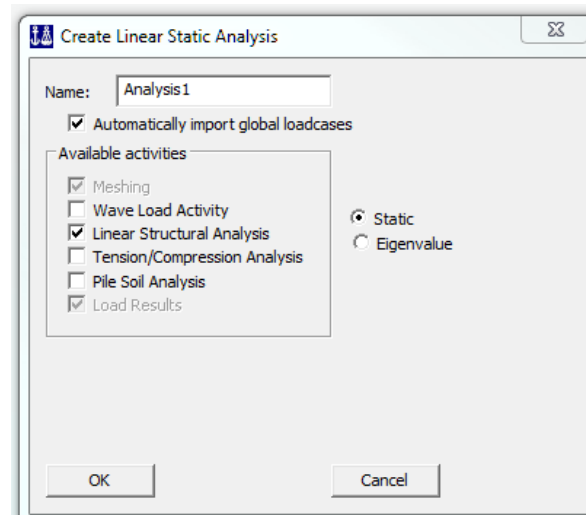 Create Linear Static Analysis
Name: Analysis1
Automatically import global loadcases
Available activities
Meshing
Wave Load Activity
Linear Structural Analysis
Tension/Compression Analysis
Pile Soil Analysis
Load Results
Static
Eigenvalue
OK Cancel